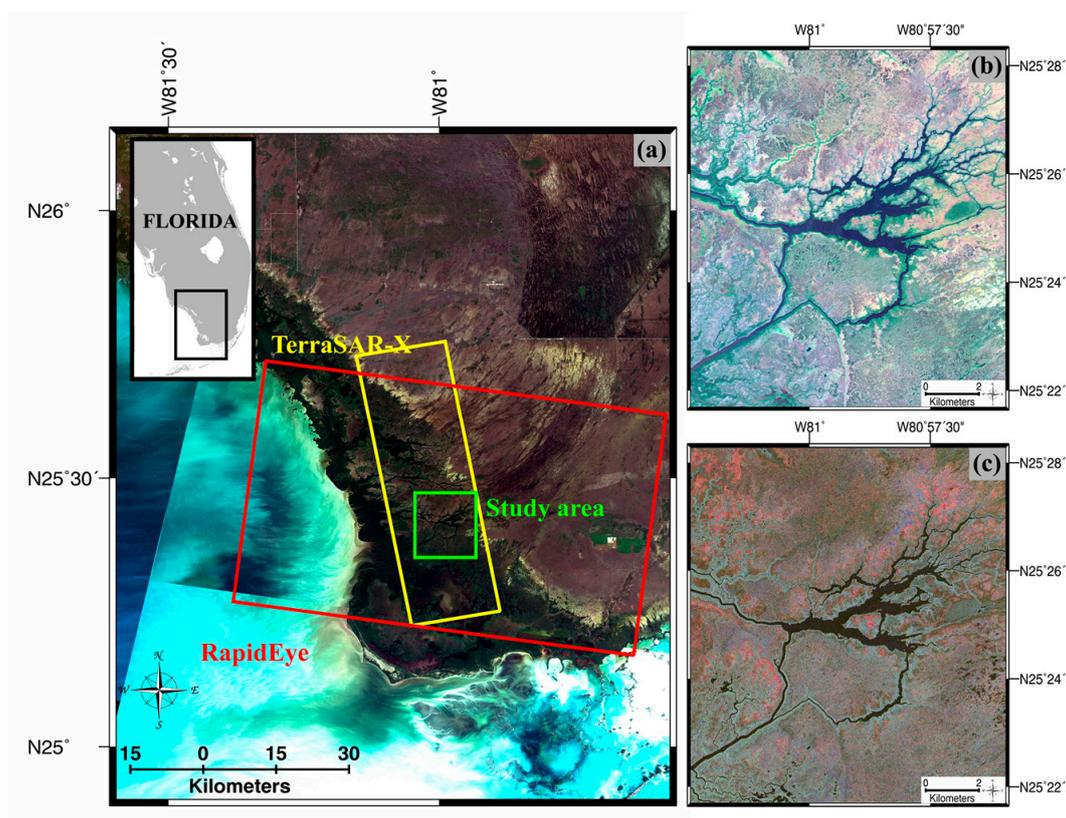 W81°30´
W81°
(a)
FLORIDA
N26°
TerraSAR-X
N25°30´
Study area
RapidEye
N
W E
S
N25°
15 0 15 30
Kilometers
W81° W80°57´30"
(b)
N25°28´
N25°26´
N25°24´
N25°22´
0 2
Kilometers
W81° W80°57´30"
(c)
N25°28´
N25°26´
N25°24´
N25°22´
0 2
Kilometers